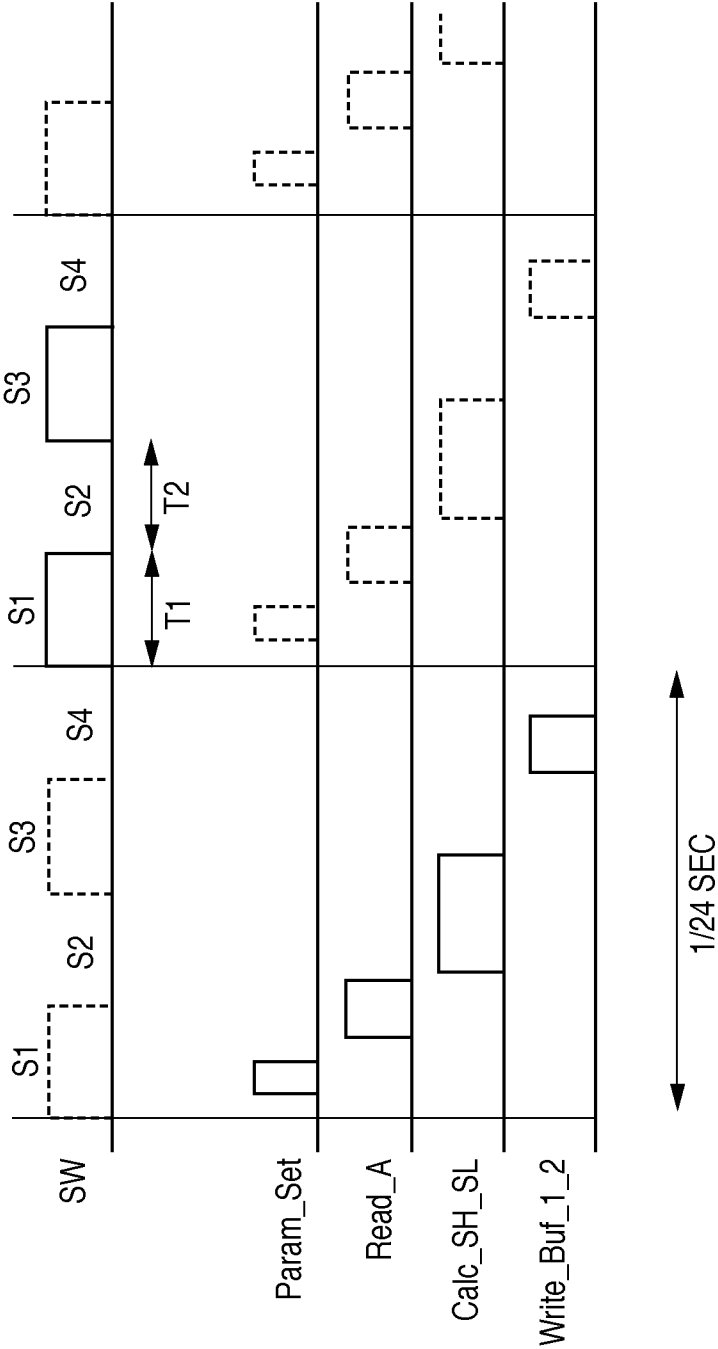 SW
S1
S2
S3
S4
S1
S2
S3
S4
T1
T2
Param_Set
Read_A
Calc_SH_SL
Write_Buf_1_2
1/24 SEC